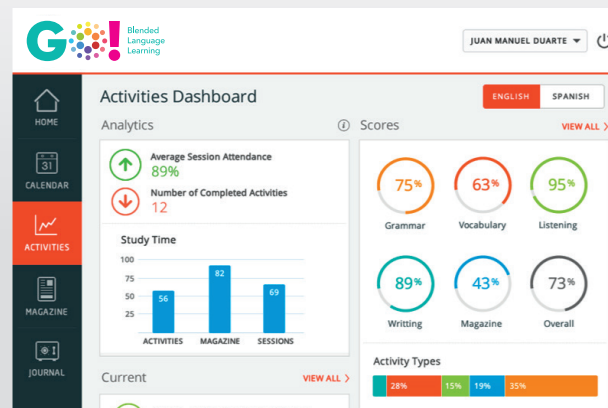 GO!
Blended
Language
Learning
JUAN MANUEL DUARTE
HOME
31
CALENDAR
ACTIVITIES
MAGAZINE
JOURNAL
Activities Dashboard
ENGLISH
SPANISH
Analytics
i
Average Session Attendance
89%
Number of Completed Activities
12
Study Time
100
75
50
25
56
82
69
ACTIVITIES
MAGAZINE
SESSIONS
Current
VIEW ALL >
Scores
VIEW ALL >
75%
Grammar
63%
Vocabulary
95%
Listening
89%
Writting
43%
Magazine
73%
Overall
Activity Types
28%
15%
19%
35%